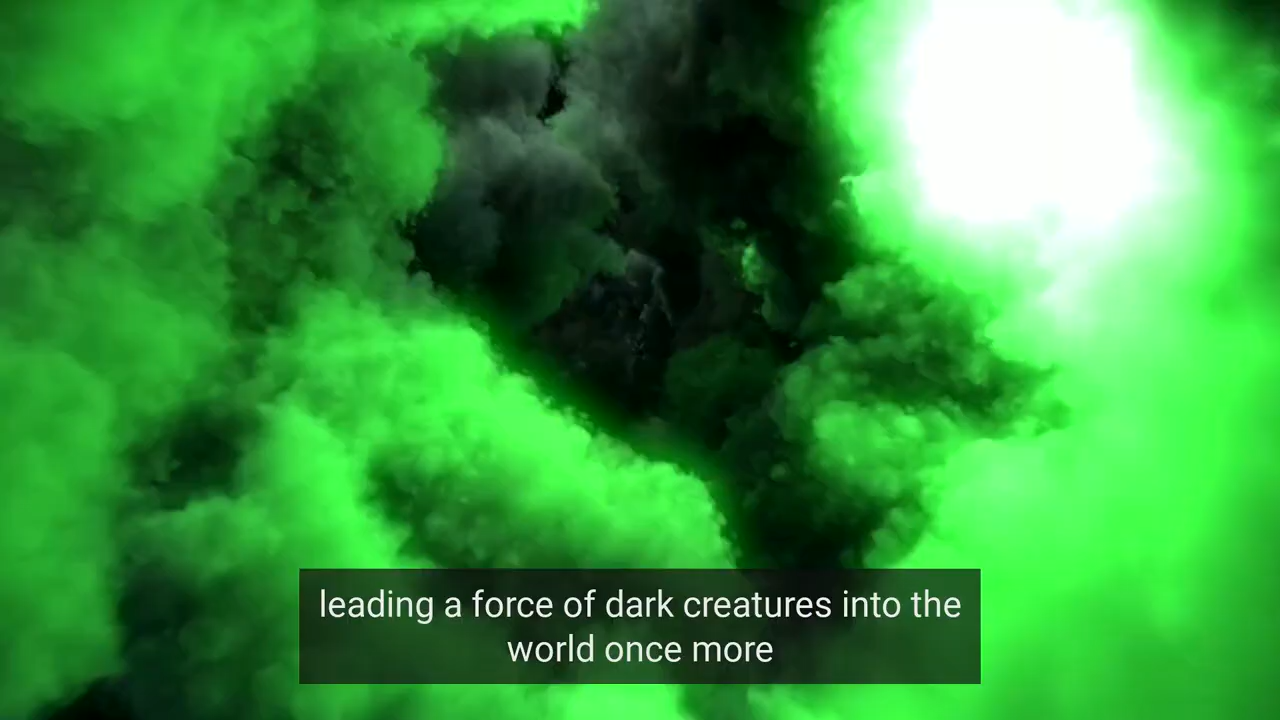 leading a force of dark creatures into the
world once more